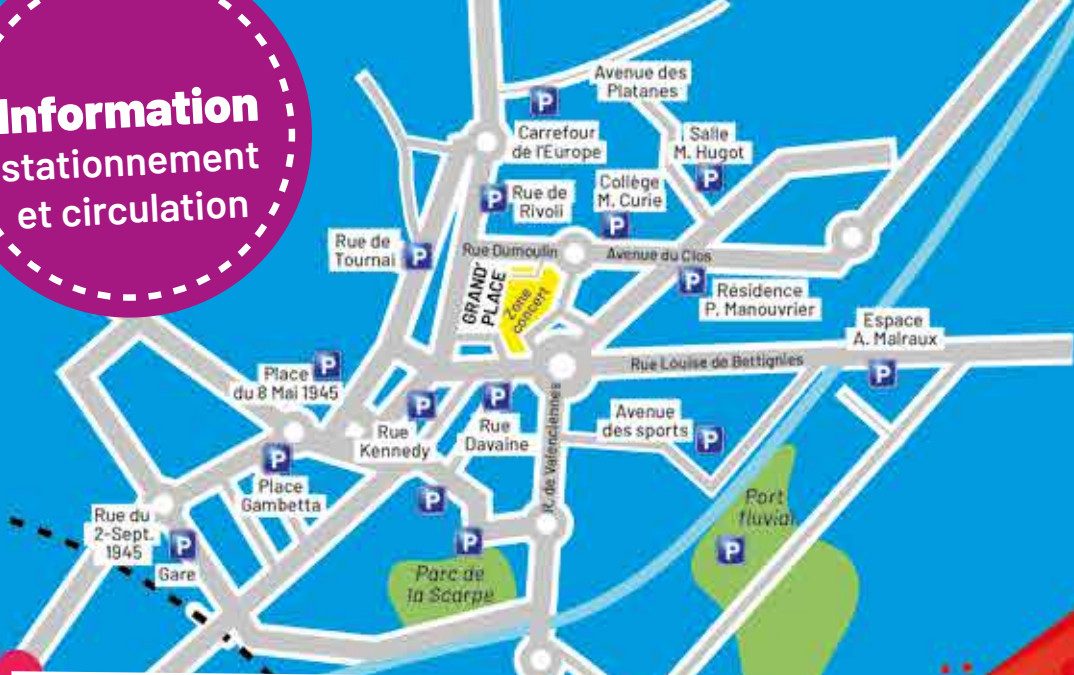 Information
stationnement
et circulation
Avenue des
Platanes
P
Carrefour
de l'Europe
Salle
M. Hugot
P
Collège
M. Curie
P
P
Rue de
Rivoli
Rue de
Tournai
P
Rue Dumoulin
Avenue du Clos
GRAND'
PLACE
Zone
concert
P
Résidence
P. Manouvrier
Espace
A. Malraux
P
Rue Louise de Bettignies
Place
du 8 Mai 1945
P
P
Rue
Kennedy
P
Rue
Davaine
R. de Valenciennes
Avenue
des sports
P
P
Place
Gambetta
P
P
Rue du
2-Sept.
1945
P
Gare
Parc de
la Scarpe
Port
fluvial
P